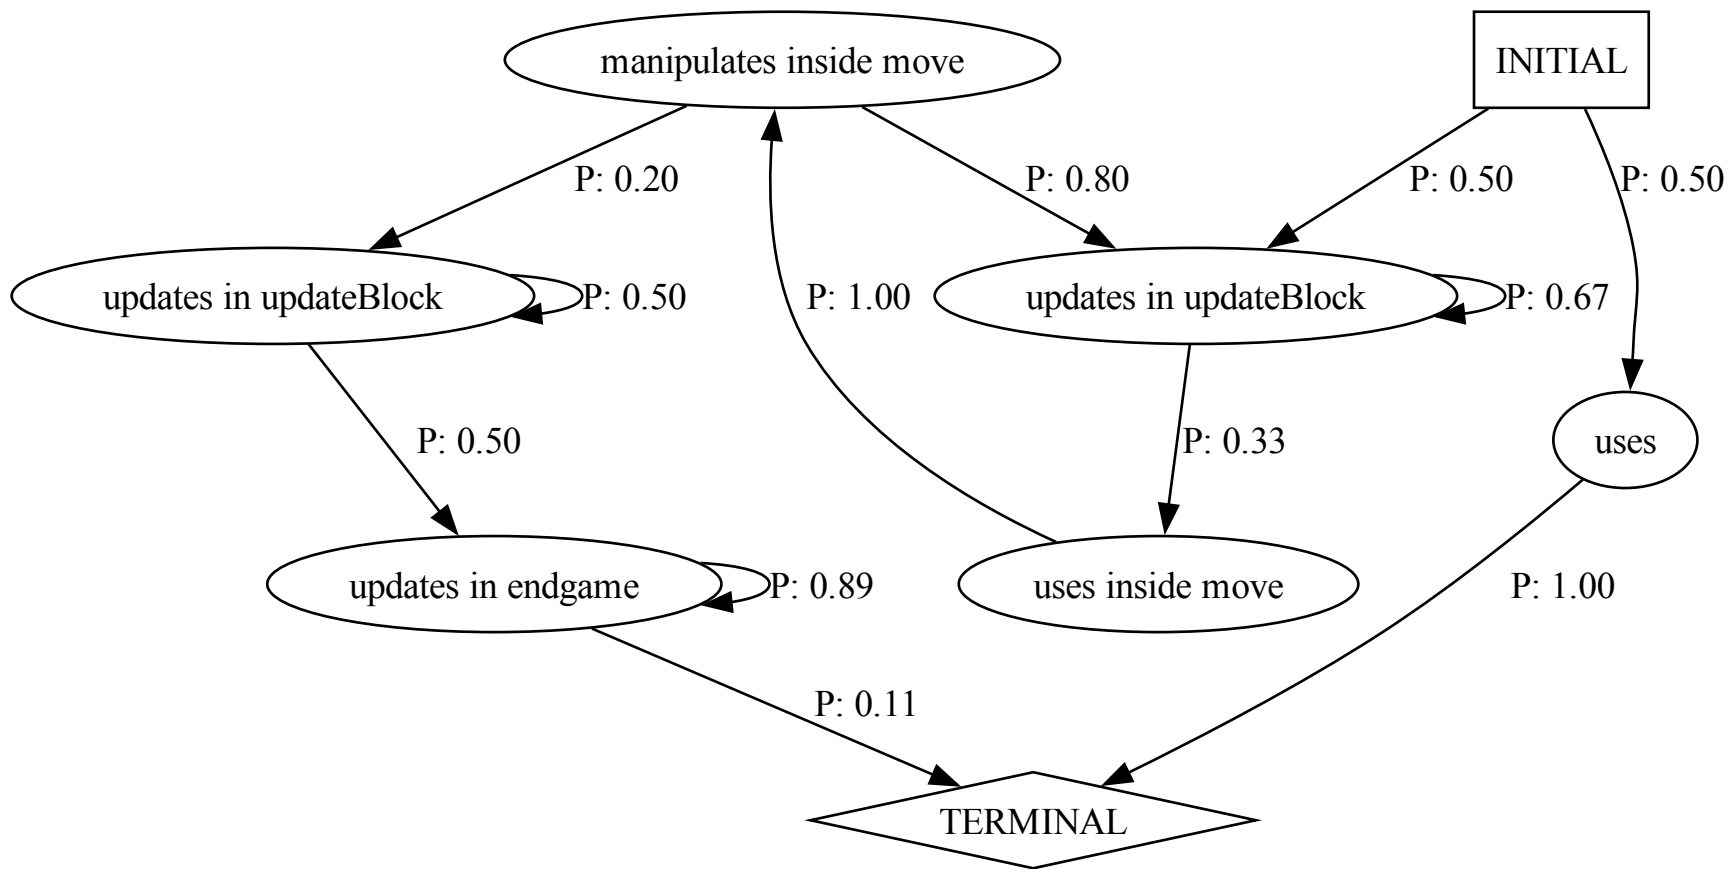 manipulates inside move
INITIAL
P: 0.20
P: 0.80
P: 0.50
P: 0.50
updates in updateBlock
P: 0.50
P: 1.00
updates in updateBlock
P: 0.67
P: 0.50
P: 0.33
uses
updates in endgame
P: 0.89
uses inside move
P: 1.00
P: 0.11
TERMINAL